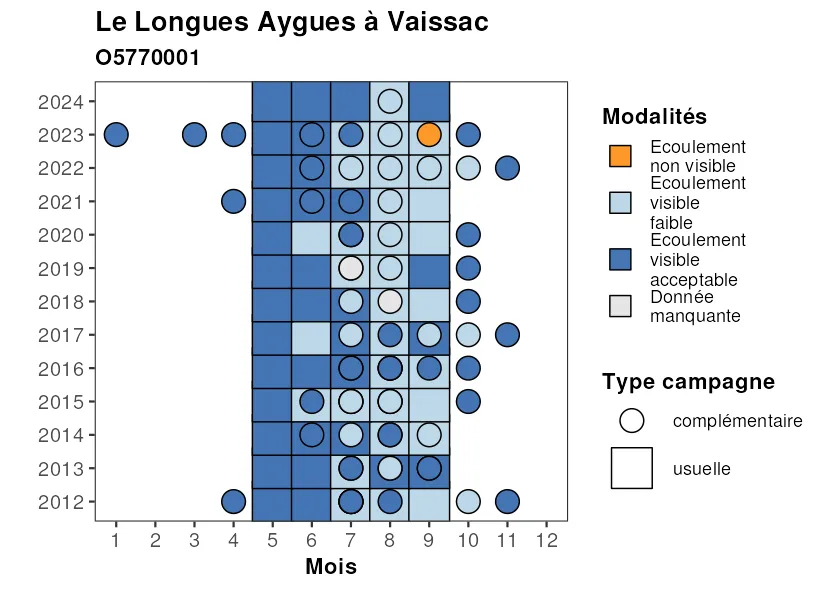 Le Longues Aygues à Vaissac
O5770001
2024
2023
2022
2021
2020
2019
2018
2017
2016
2015
2014
2013
2012
1 2 3 4 5 6 7 8 9 10 11 12
Mois
Modalités
Ecoulement
non visible
Ecoulement
visible
faible
Ecoulement
visible
acceptable
Donnée
manquante
Type campagne
complémentaire
usuelle